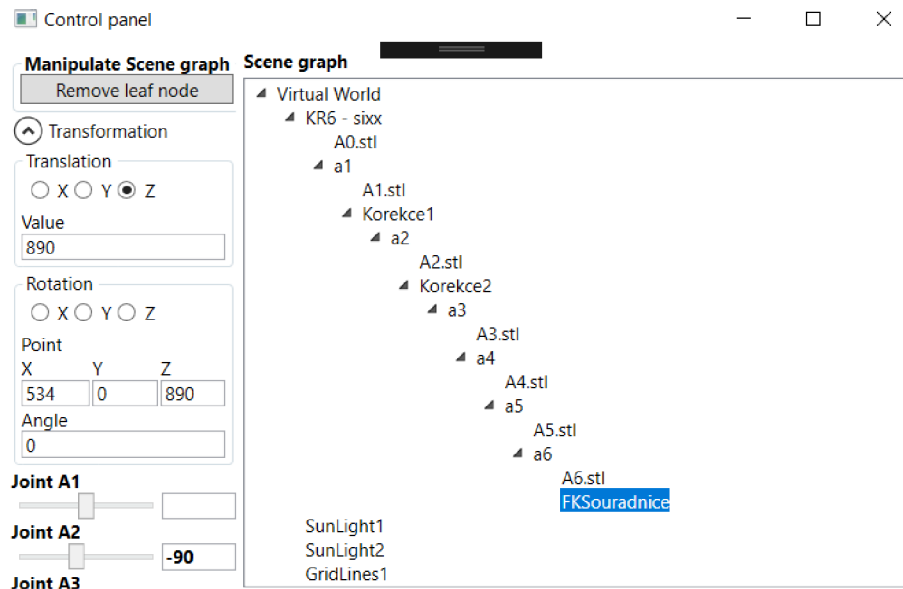 Control panel
Manipulate Scene graph
Remove leaf node
Transformation
Translation
X Y Z
Value
890
Rotation
X Y Z
Point
X Y Z
534 0 890
Angle
0
Joint A1
Joint A2
-90
Joint A3
Scene graph
Virtual World
KR6 - sixx
A0.stl
a1
A1.stl
Korekce1
a2
A2.stl
Korekce2
a3
A3.stl
a4
A4.stl
a5
A5.stl
a6
A6.stl
FKSouradnice
SunLight1
SunLight2
GridLines1